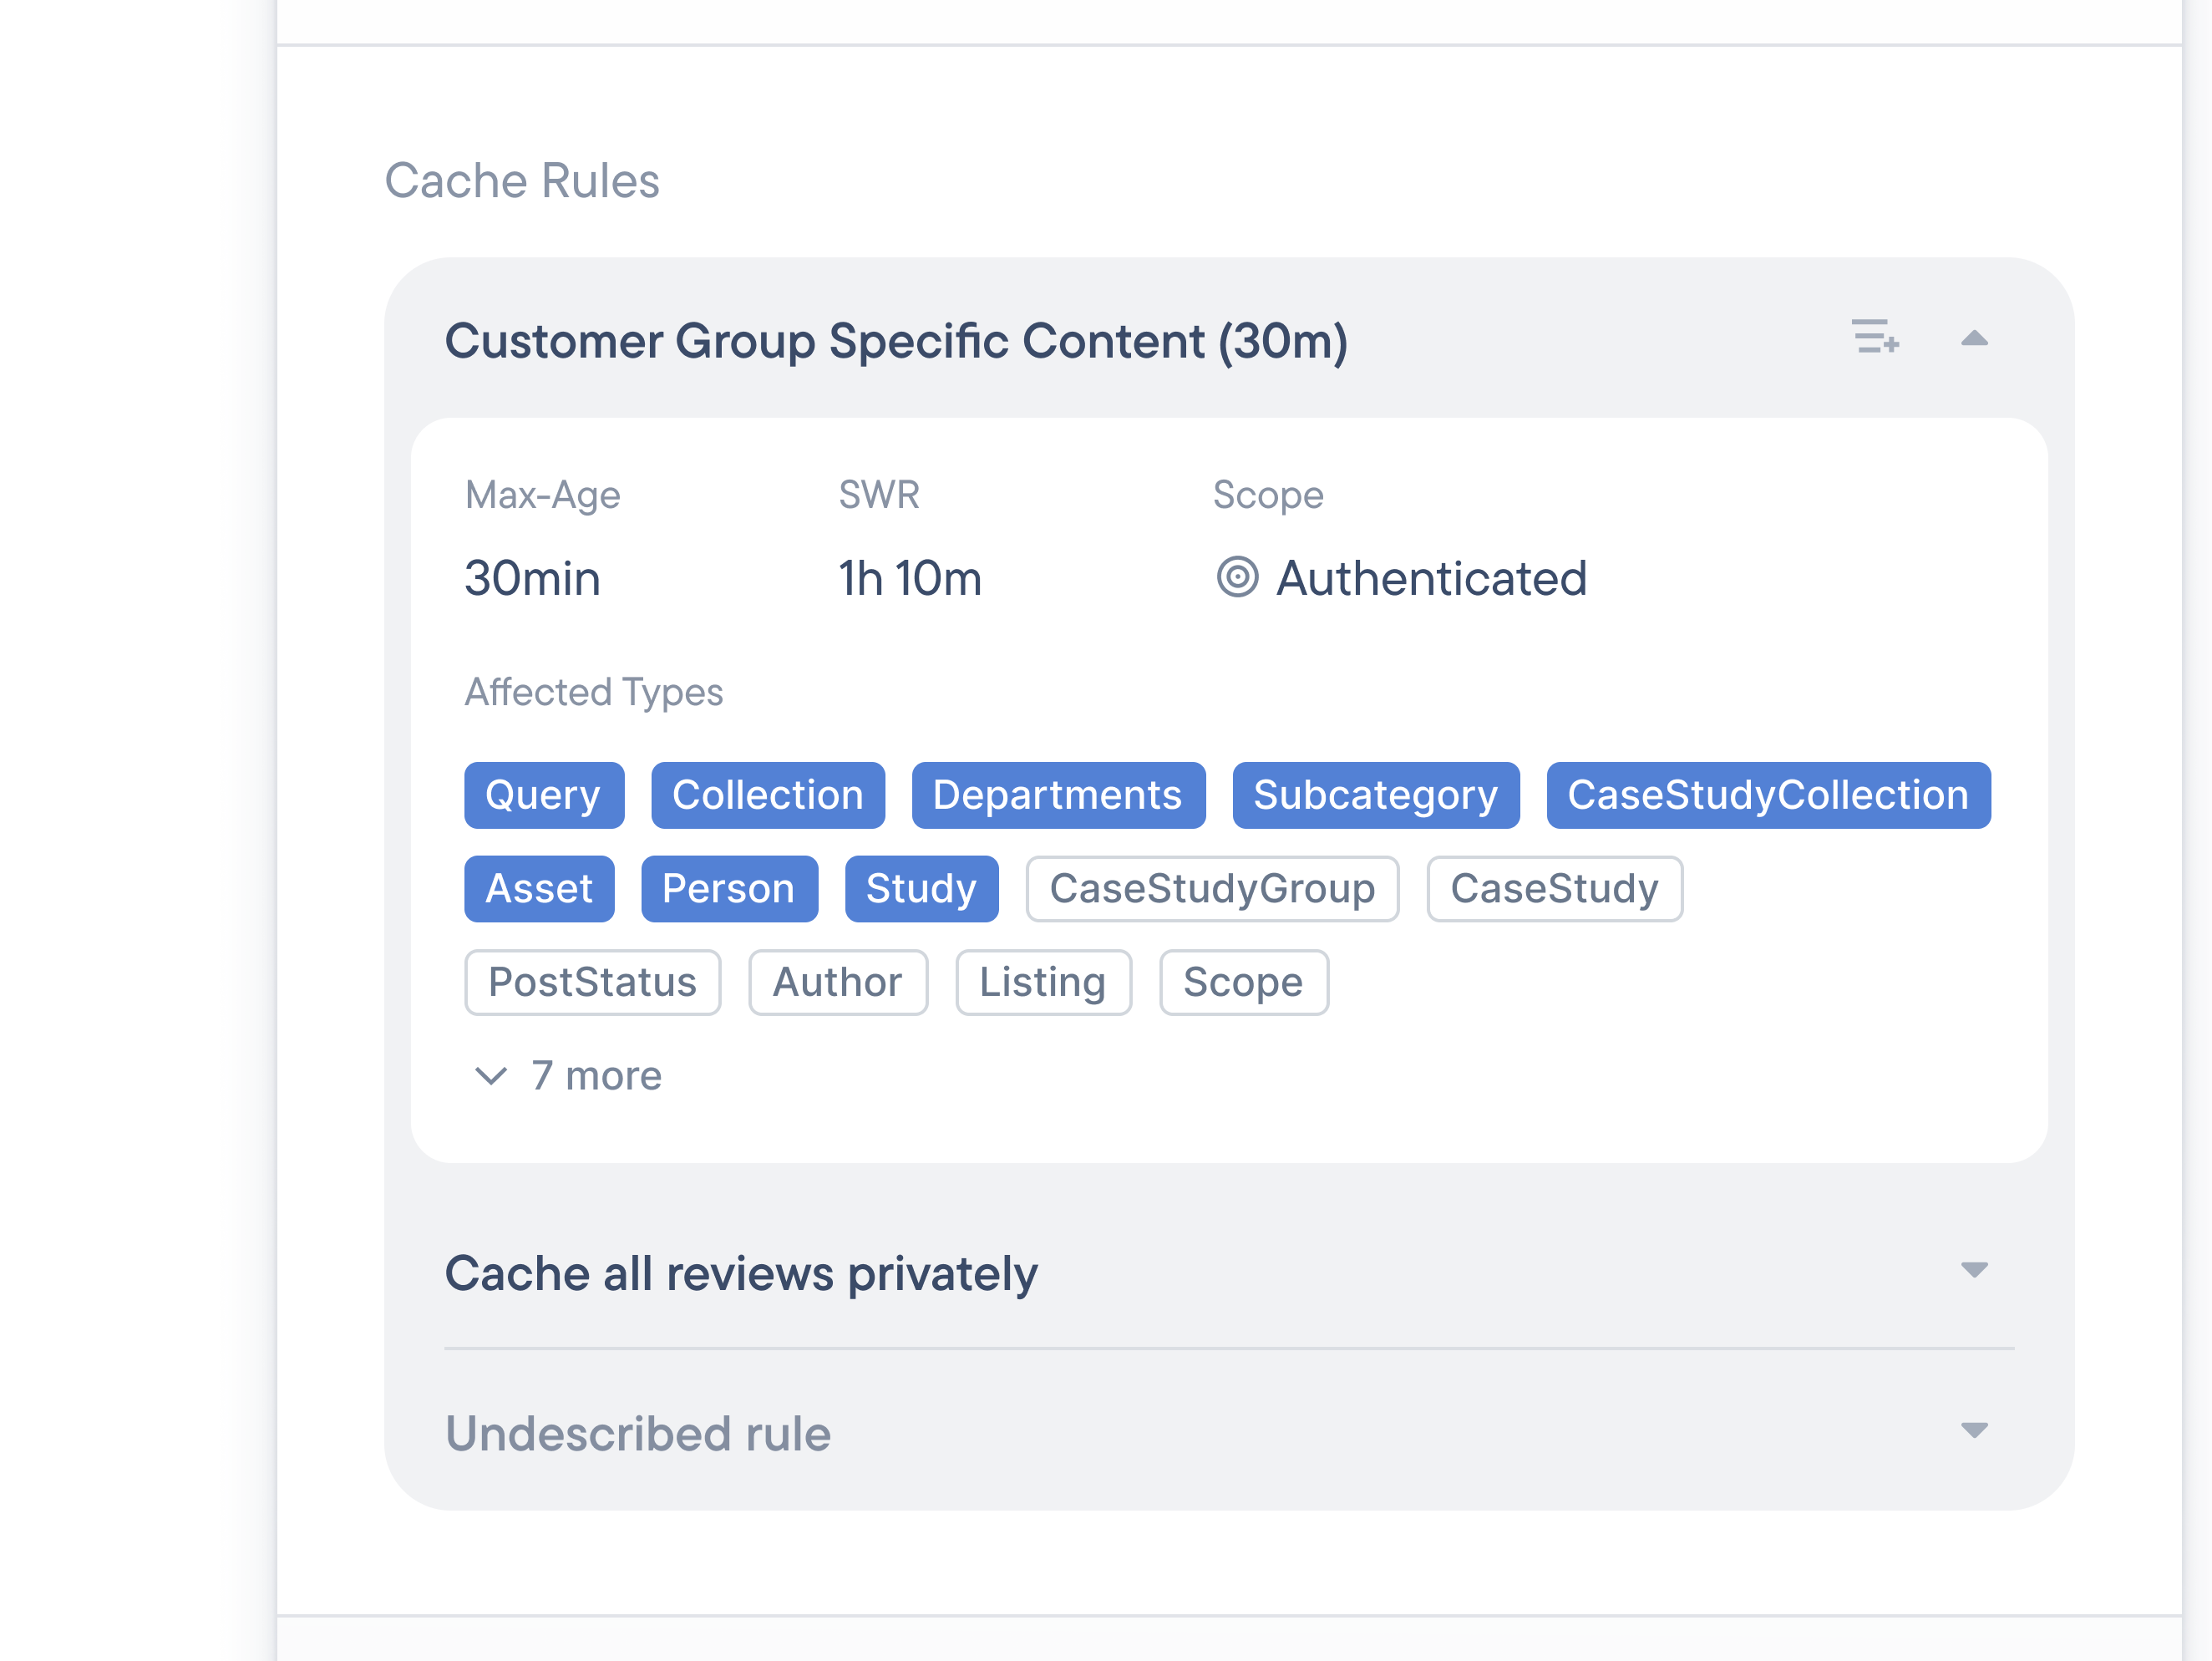 Cache Rules
Customer Group Specific Content (30m)
Max-Age SWR Scope
30min 1h 10m Authenticated
Affected Types
Query Collection Departments Subcategory CaseStudyCollection
Asset Person Study CaseStudyGroup CaseStudy
PostStatus Author Listing Scope
7 more
Cache all reviews privately
Undescribed rule